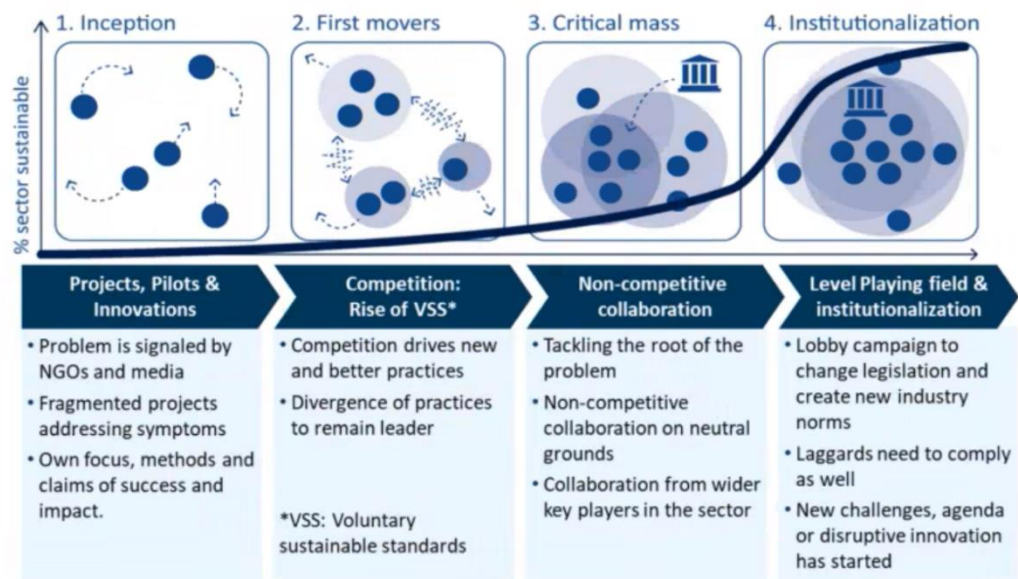 1. Inception
2. First movers
3. Critical mass
4. Institutionalization
% sector sustainable
Projects, Pilots &
Innovations
• Problem is signaled by
NGOs and media
• Fragmented projects
addressing symptoms
• Own focus, methods and
claims of success and
impact.
Competition:
Rise of VSS*
• Competition drives new
and better practices
• Divergence of practices
to remain leader
*VSS: Voluntary
sustainable standards
Non-competitive
collaboration
• Tackling the root of the
problem
• Non-competitive
collaboration on neutral
grounds
• Collaboration from wider
key players in the sector
Level Playing field &
institutionalization
• Lobby campaign to
change legislation and
create new industry
norms
• Laggards need to comply
as well
• New challenges, agenda
or disruptive innovation
has started